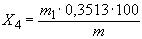 X₄ = m₁·0,3513·100 / m